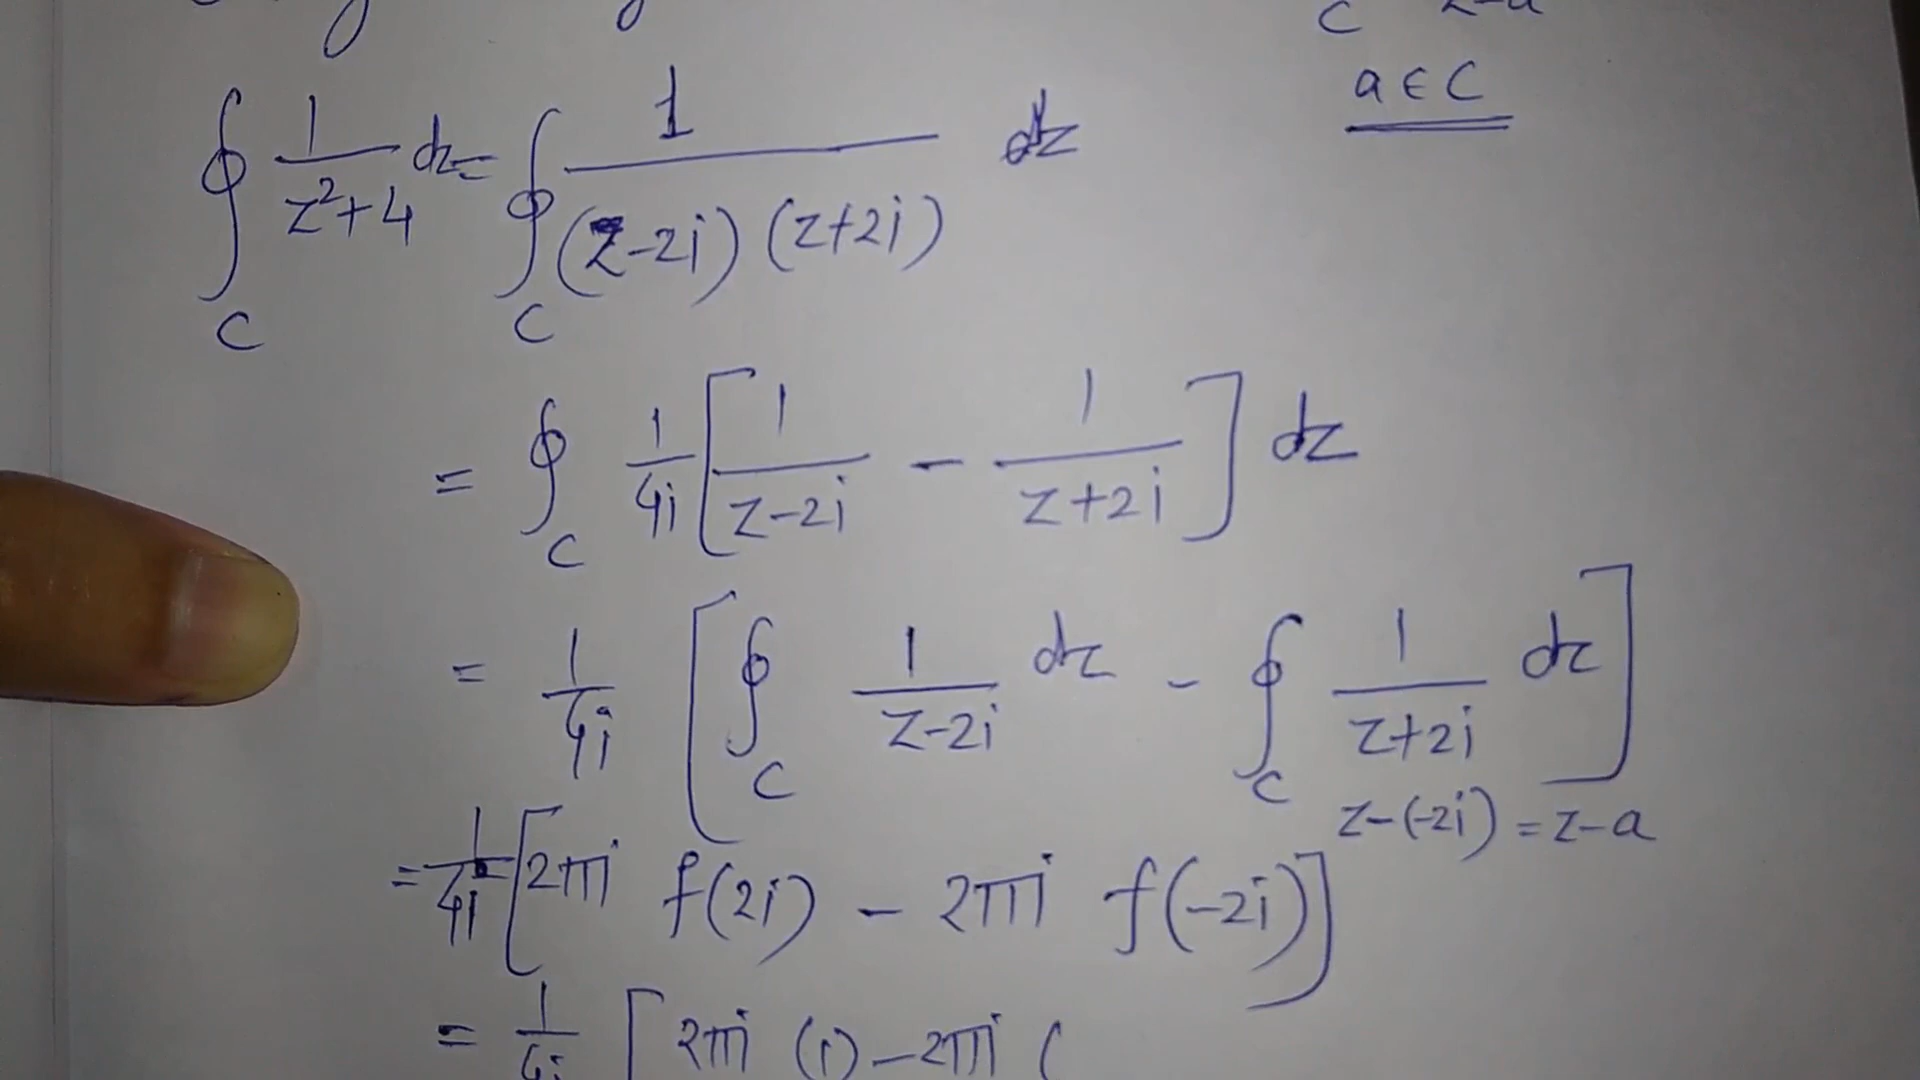 C z-a
a ∈ C
∮_C 1/(z²+4) dz = ∮_C 1/((z-2i)(z+2i)) dz
= ∮_C 1/4i [1/(z-2i) - 1/(z+2i)] dz
= 1/4i [∮_C 1/(z-2i) dz - ∮_C 1/(z+2i) dz]
z-(-2i) = z-a
= 1/4i [2πi f(2i) - 2πi f(-2i)]
= 1/4i [2πi (1) - 2πi (